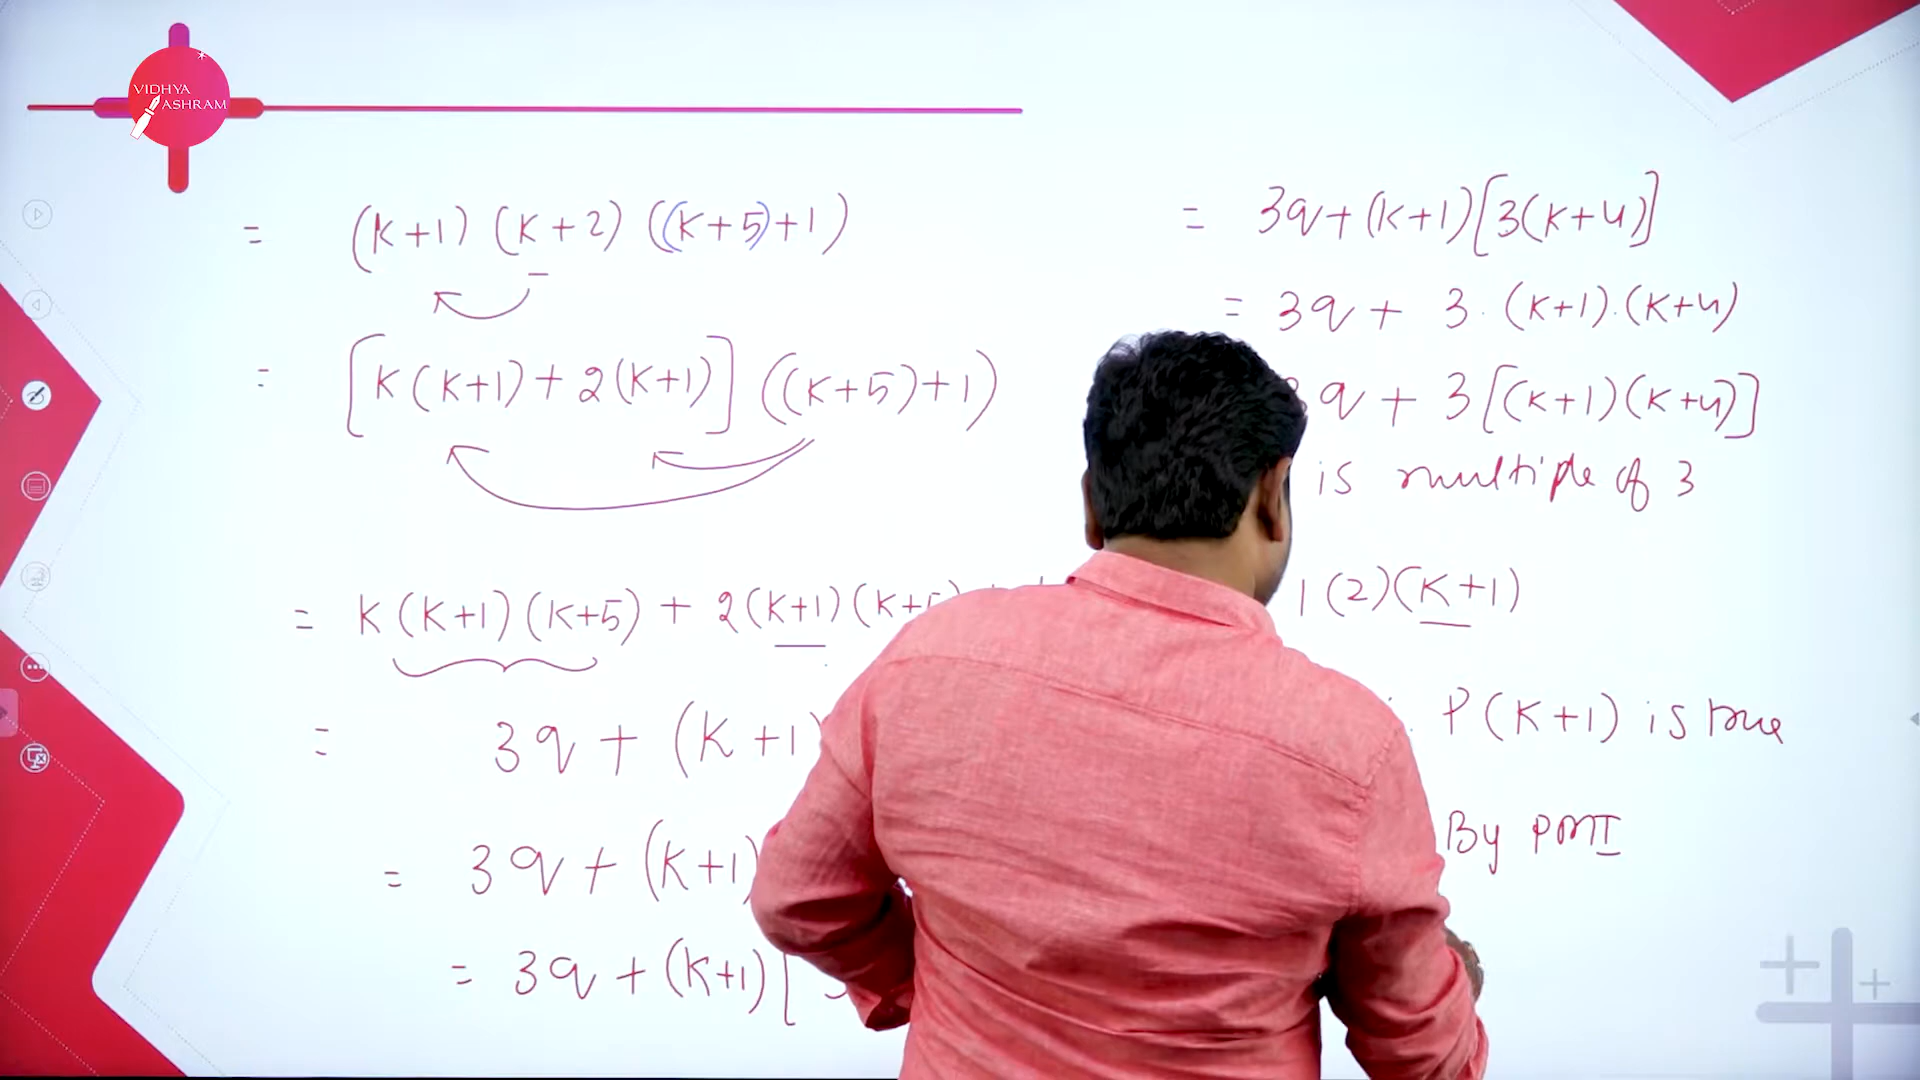 VIDHYA
ASHRAM
= (k+1) (k+2) ((k+5)+1)
= [k(k+1)+2(k+1)] ((k+5)+1)
= k(k+1)(k+5) + 2(k+1)(k+5)
= 3q + (k+1)
= 3q + (k+1)
= 3q + (k+1)[
= 3q+(k+1)[3(k+4)]
= 3q + 3.(k+1).(k+4)
q + 3[(k+1)(k+4)]
is multiple of 3
1(2)(k+1)
P(k+1) is true
By PMI